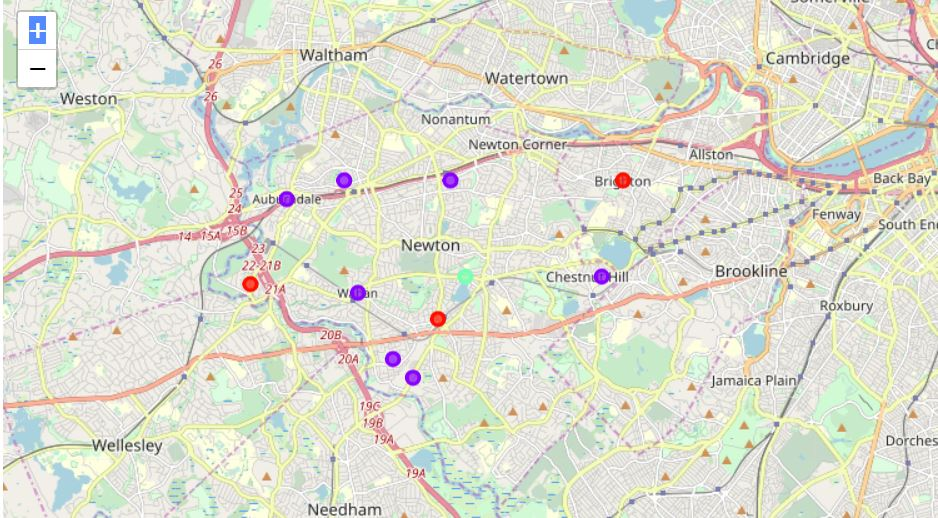 Somerville
+
26
Waltham
Cambridge
−
Watertown
26
Weston
Nonantum
Newton Corner
Allston
Brighton
Back Bay
25
Auburndale
24
Fenway
14 15A 15B
South En
23
Newton
22-21B
Chestnut Hill
Brookline
21A
Waban
Roxbury
20B
20A
Jamaica Plain
19C
19B
19A
Dorches
Wellesley
19A
Needham